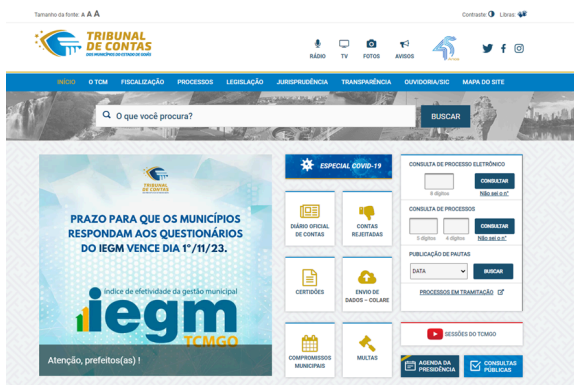 Tamanho da fonte: A A A
Contraste: Libras:
TRIBUNAL
DE CONTAS
DOS MUNICÍPIOS DO ESTADO DE GOIÁS
RÁDIO TV FOTOS AVISOS
INÍCIO O TCM FISCALIZAÇÃO PROCESSOS LEGISLAÇÃO JURISPRUDÊNCIA TRANSPARÊNCIA OUVIDORIA/SIC MAPA DO SITE
O que você procura?
BUSCAR
TRIBUNAL
DE CONTAS
PRAZO PARA QUE OS MUNICÍPIOS
RESPONDAM AOS QUESTIONÁRIOS
DO IEGM VENCE DIA 1º/11/23.
índice de efetividade da gestão municipal
iegm
TCMGO
Atenção, prefeitos(as) !
ESPECIAL COVID-19
DIÁRIO OFICIAL
DE CONTAS
CONTAS
REJEITADAS
CERTIDÕES
ENVIO DE
DADOS – COLARE
COMPROMISSOS
MUNICIPAIS
MULTAS
CONSULTA DE PROCESSO ELETRÔNICO
CONSULTAR
8 dígitos
Não sei o nº
CONSULTA DE PROCESSOS
CONSULTAR
5 dígitos 4 dígitos
Não sei o nº
PUBLICAÇÃO DE PAUTAS
DATA
BUSCAR
PROCESSOS EM TRAMITAÇÃO
SESSÕES DO TCMGO
AGENDA DA
PRESIDÊNCIA
CONSULTAS
PÚBLICAS